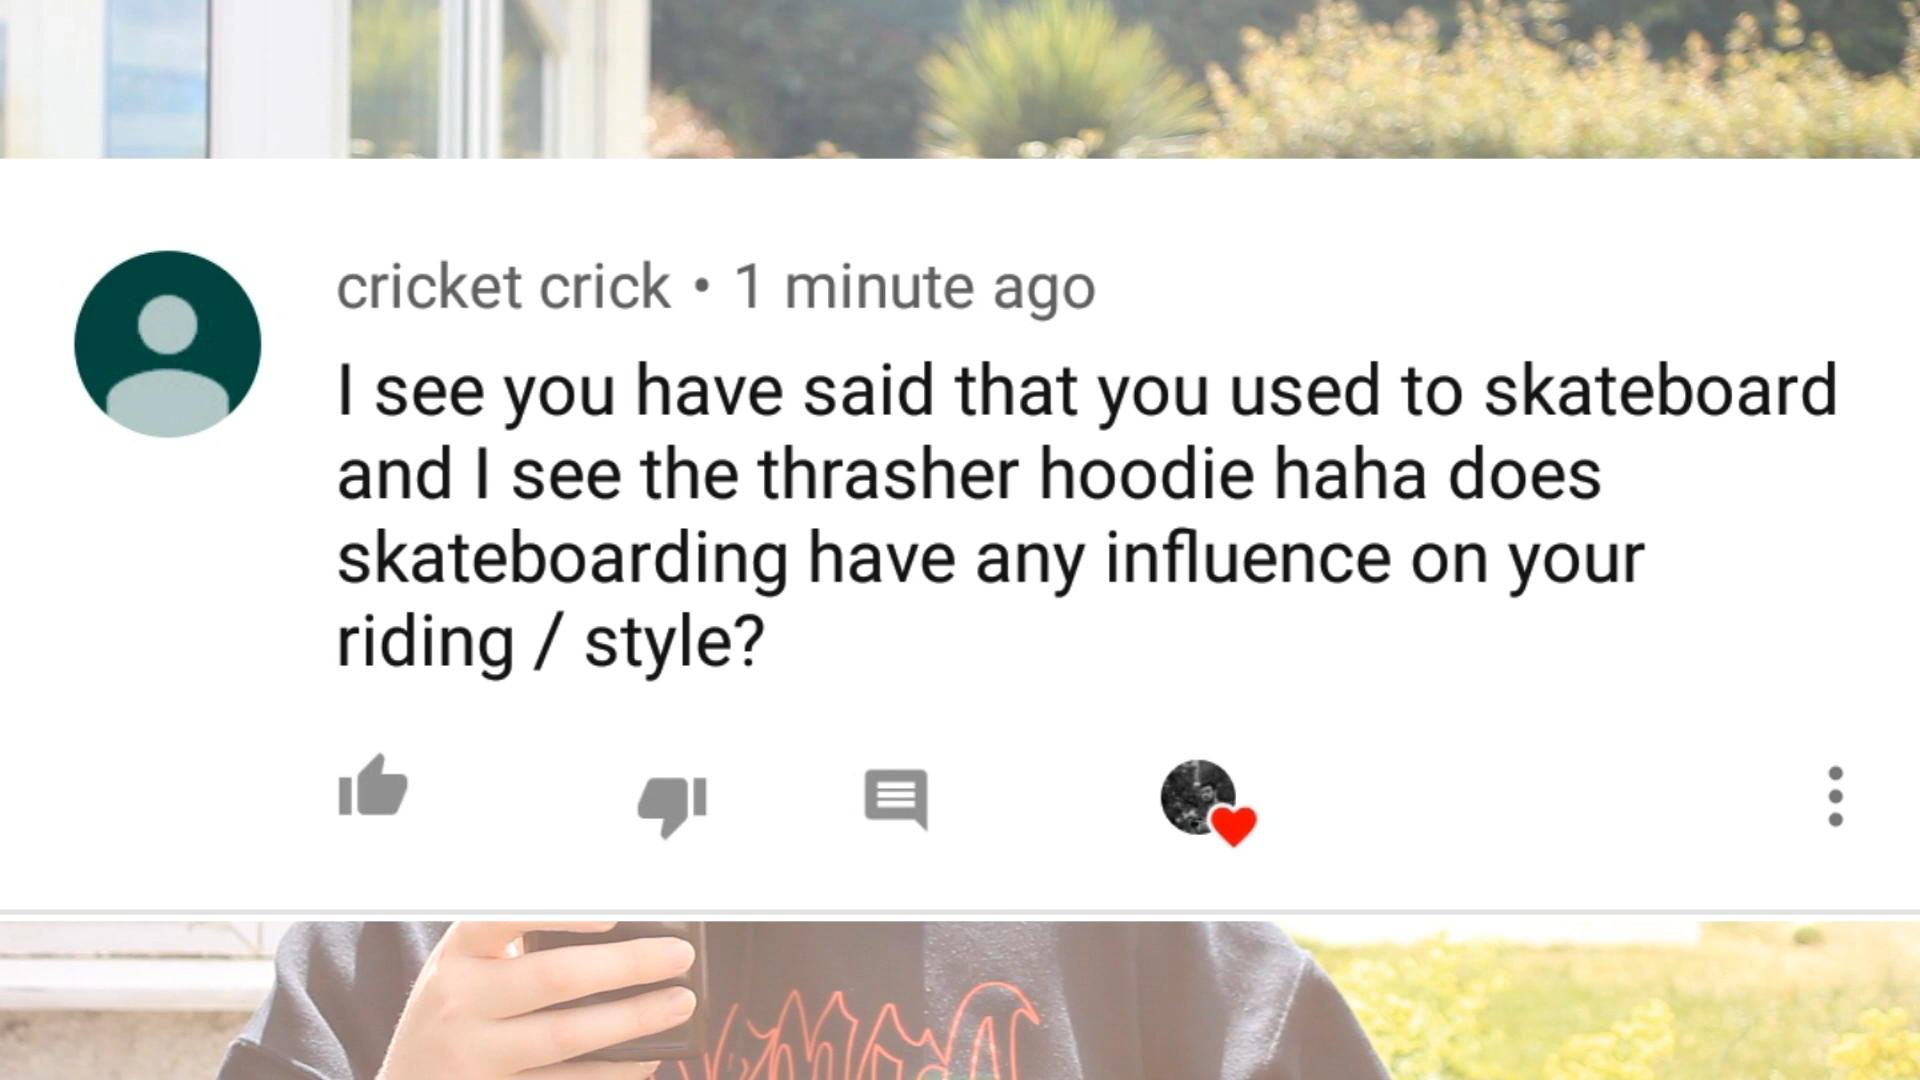 cricket crick • 1 minute ago
I see you have said that you used to skateboard
and I see the thrasher hoodie haha does
skateboarding have any influence on your
riding / style?